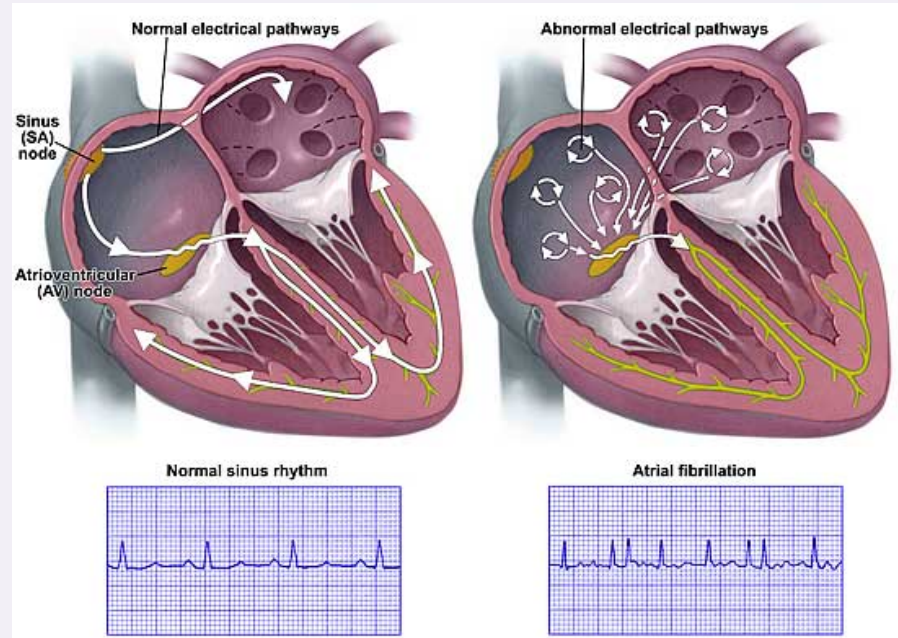 Normal electrical pathways
Abnormal electrical pathways
Sinus
(SA)
node
Atrioventricular
(AV) node
Normal sinus rhythm
Atrial fibrillation